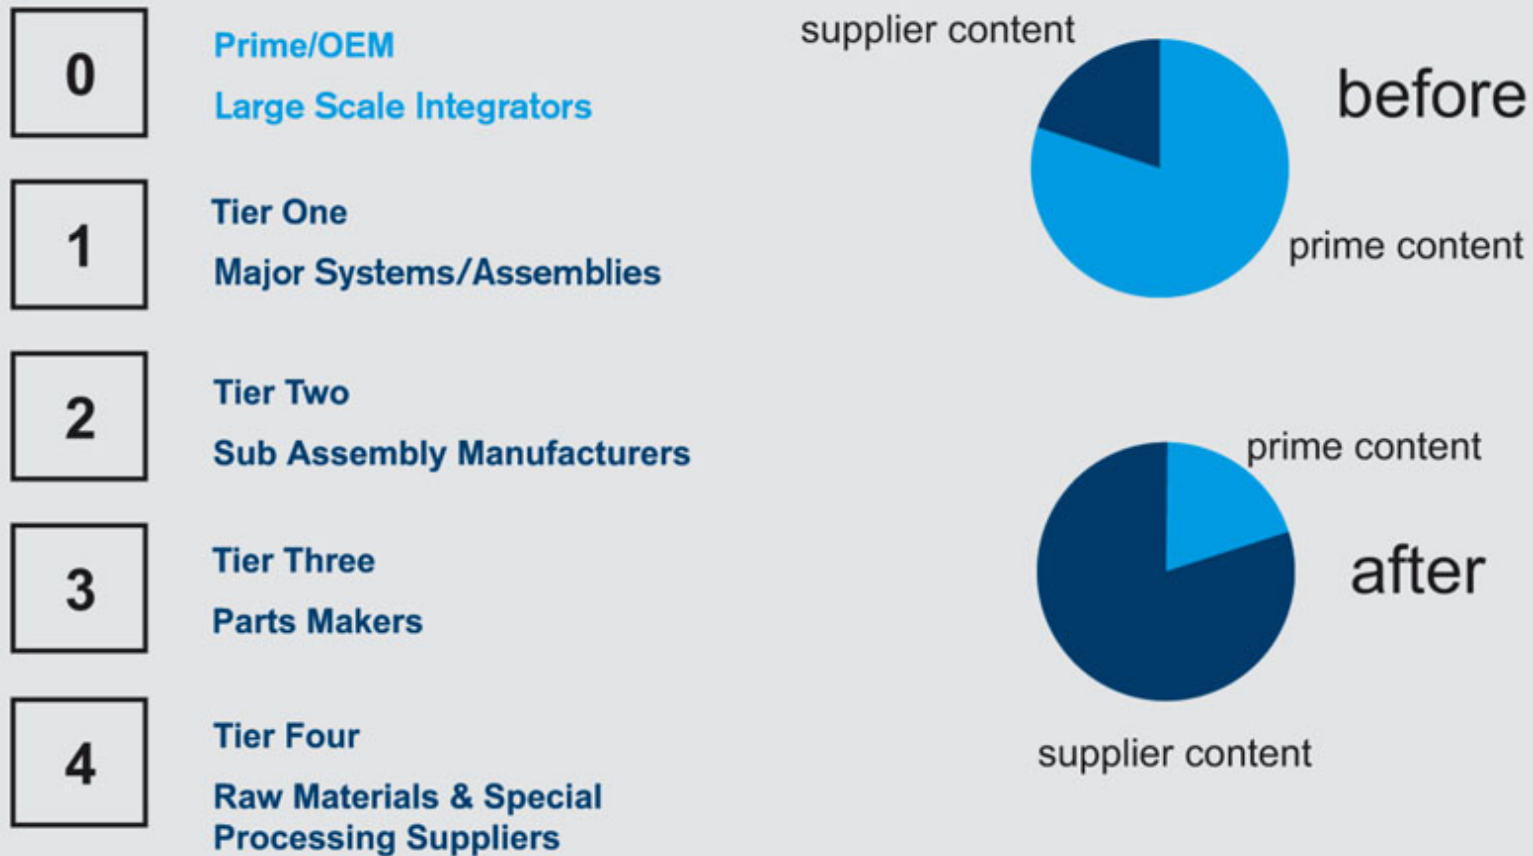 0
Prime/OEM
Large Scale Integrators
1
Tier One
Major Systems/Assemblies
2
Tier Two
Sub Assembly Manufacturers
3
Tier Three
Parts Makers
4
Tier Four
Raw Materials & Special
Processing Suppliers
supplier content
before
prime content
prime content
after
supplier content